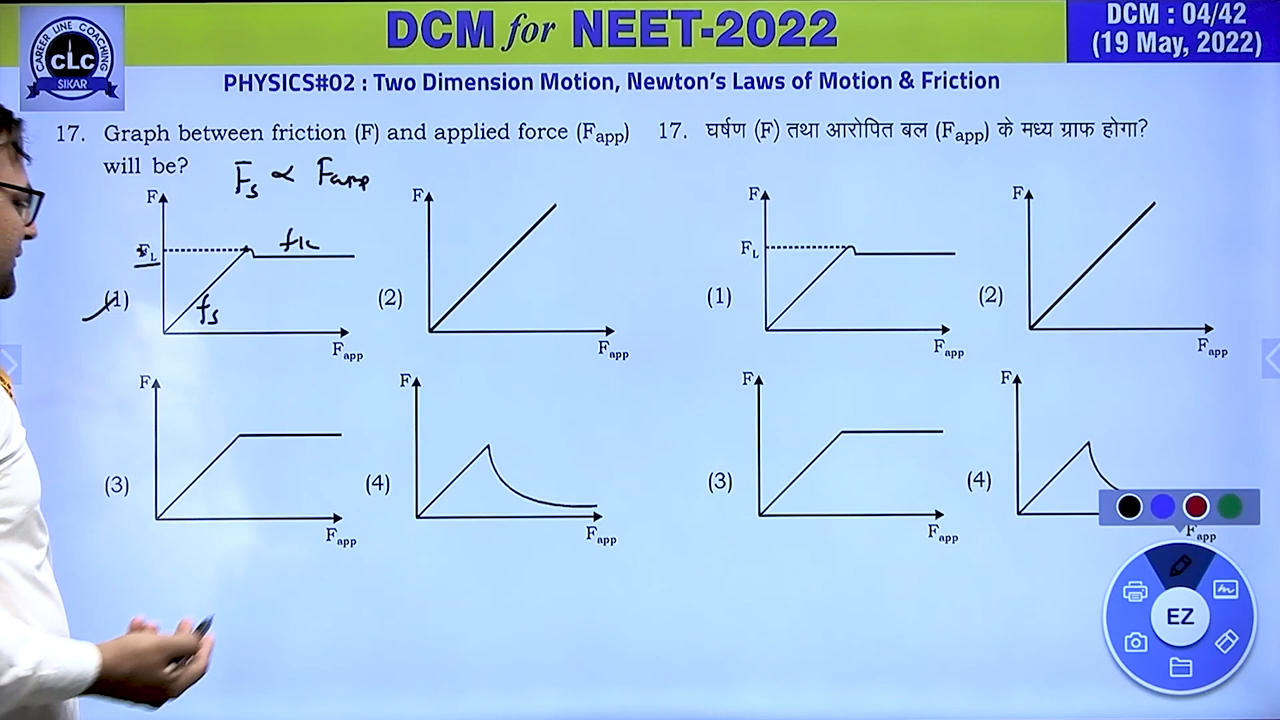 DCM for NEET-2022
DCM : 04/42
(19 May, 2022)
CAREER LINE COACHING
CLC
SIKAR
PHYSICS#02 : Two Dimension Motion, Newton's Laws of Motion & Friction
17. Graph between friction (F) and applied force (Fapp)
will be?
Fs ∝ Fapp
17. घर्षण (F) तथा आरोपित बल (Fapp) के मध्य ग्राफ होगा?
F
FL
fk
fs
(1)
Fapp
F
(2)
Fapp
F
FL
(1)
Fapp
F
(2)
Fapp
F
(3)
Fapp
F
(4)
Fapp
F
(3)
Fapp
F
(4)
Fapp
EZ